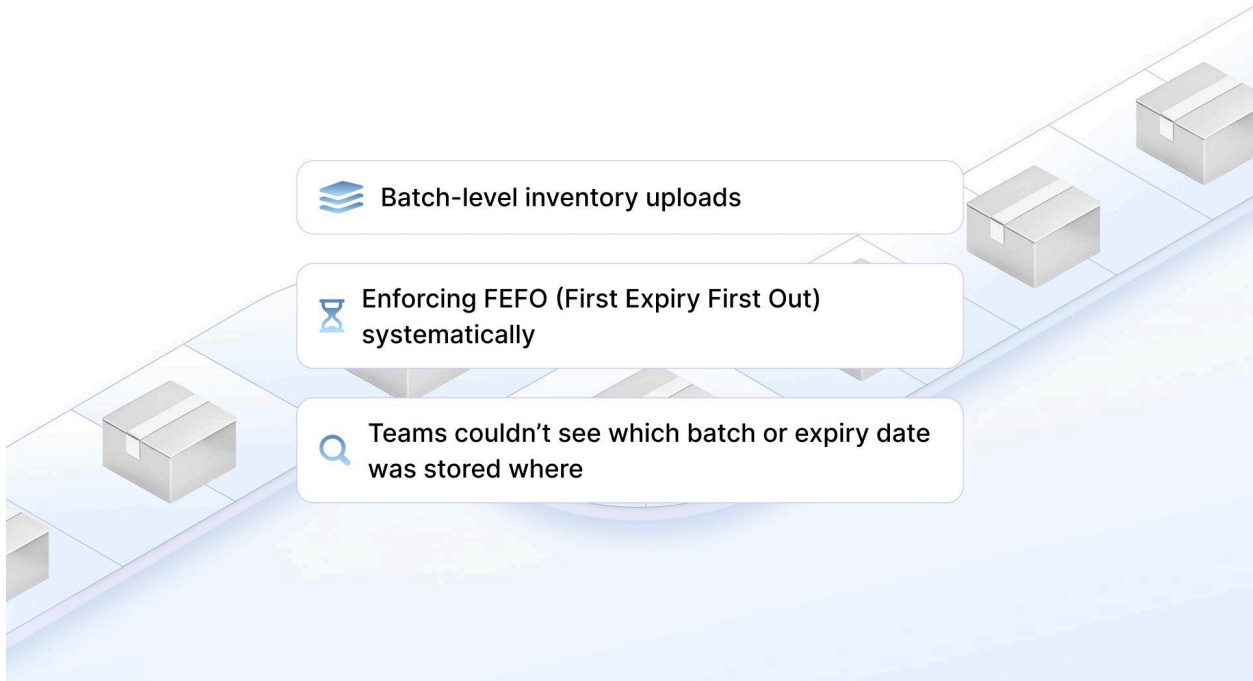 Batch-level inventory uploads
Enforcing FEFO (First Expiry First Out)
systematically
Teams couldn’t see which batch or expiry date
was stored where